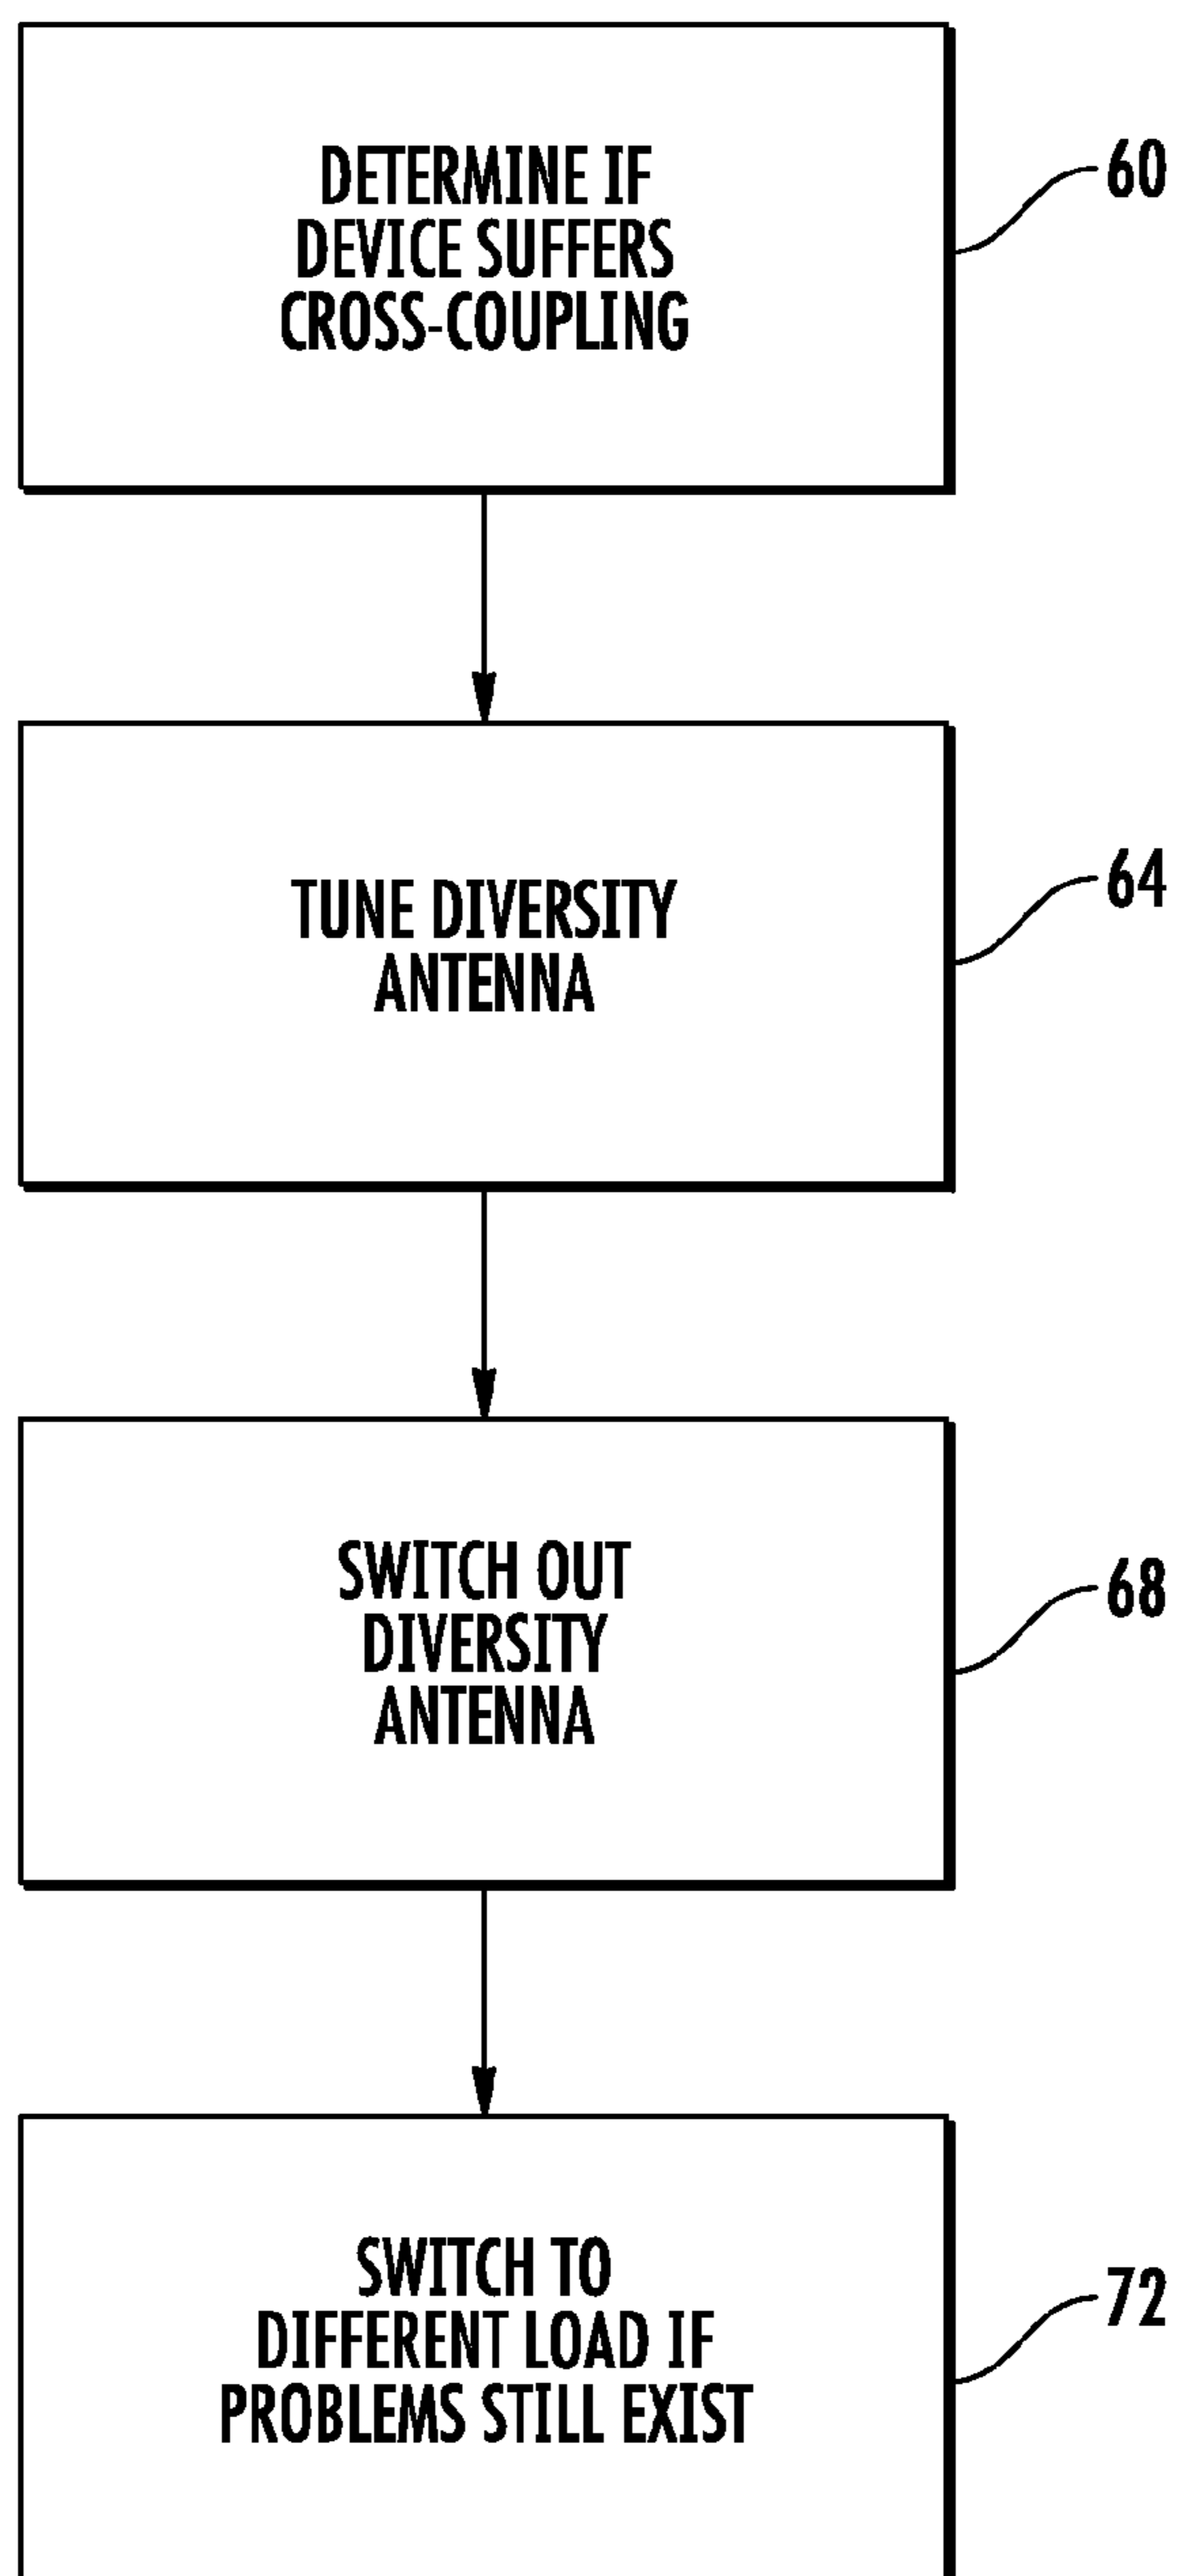 DETERMINE IF
DEVICE SUFFERS
CROSS-COUPLING
60
TUNE DIVERSITY
ANTENNA
64
SWITCH OUT
DIVERSITY
ANTENNA
68
SWITCH TO
DIFFERENT LOAD IF
PROBLEMS STILL EXIST
72